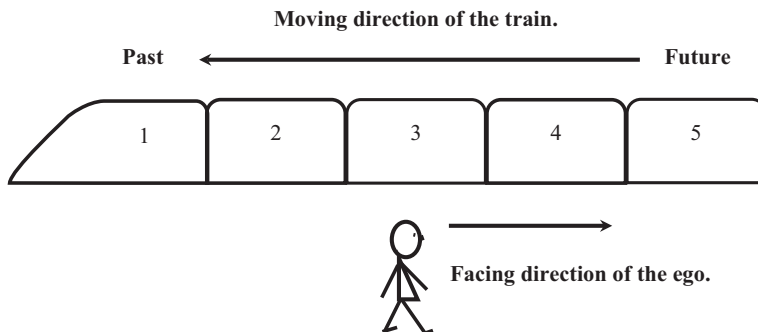 Moving direction of the train.
Past Future
1 2 3 4 5
Facing direction of the ego.